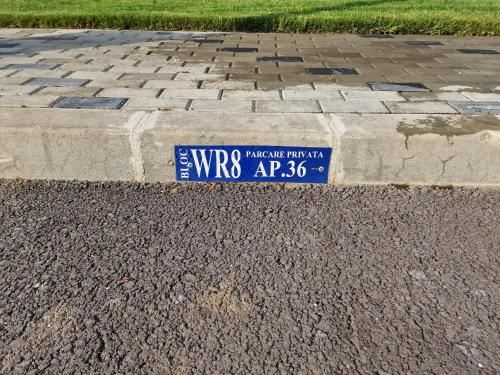 BLOC WR8 PARCARE PRIVATA
AP.36